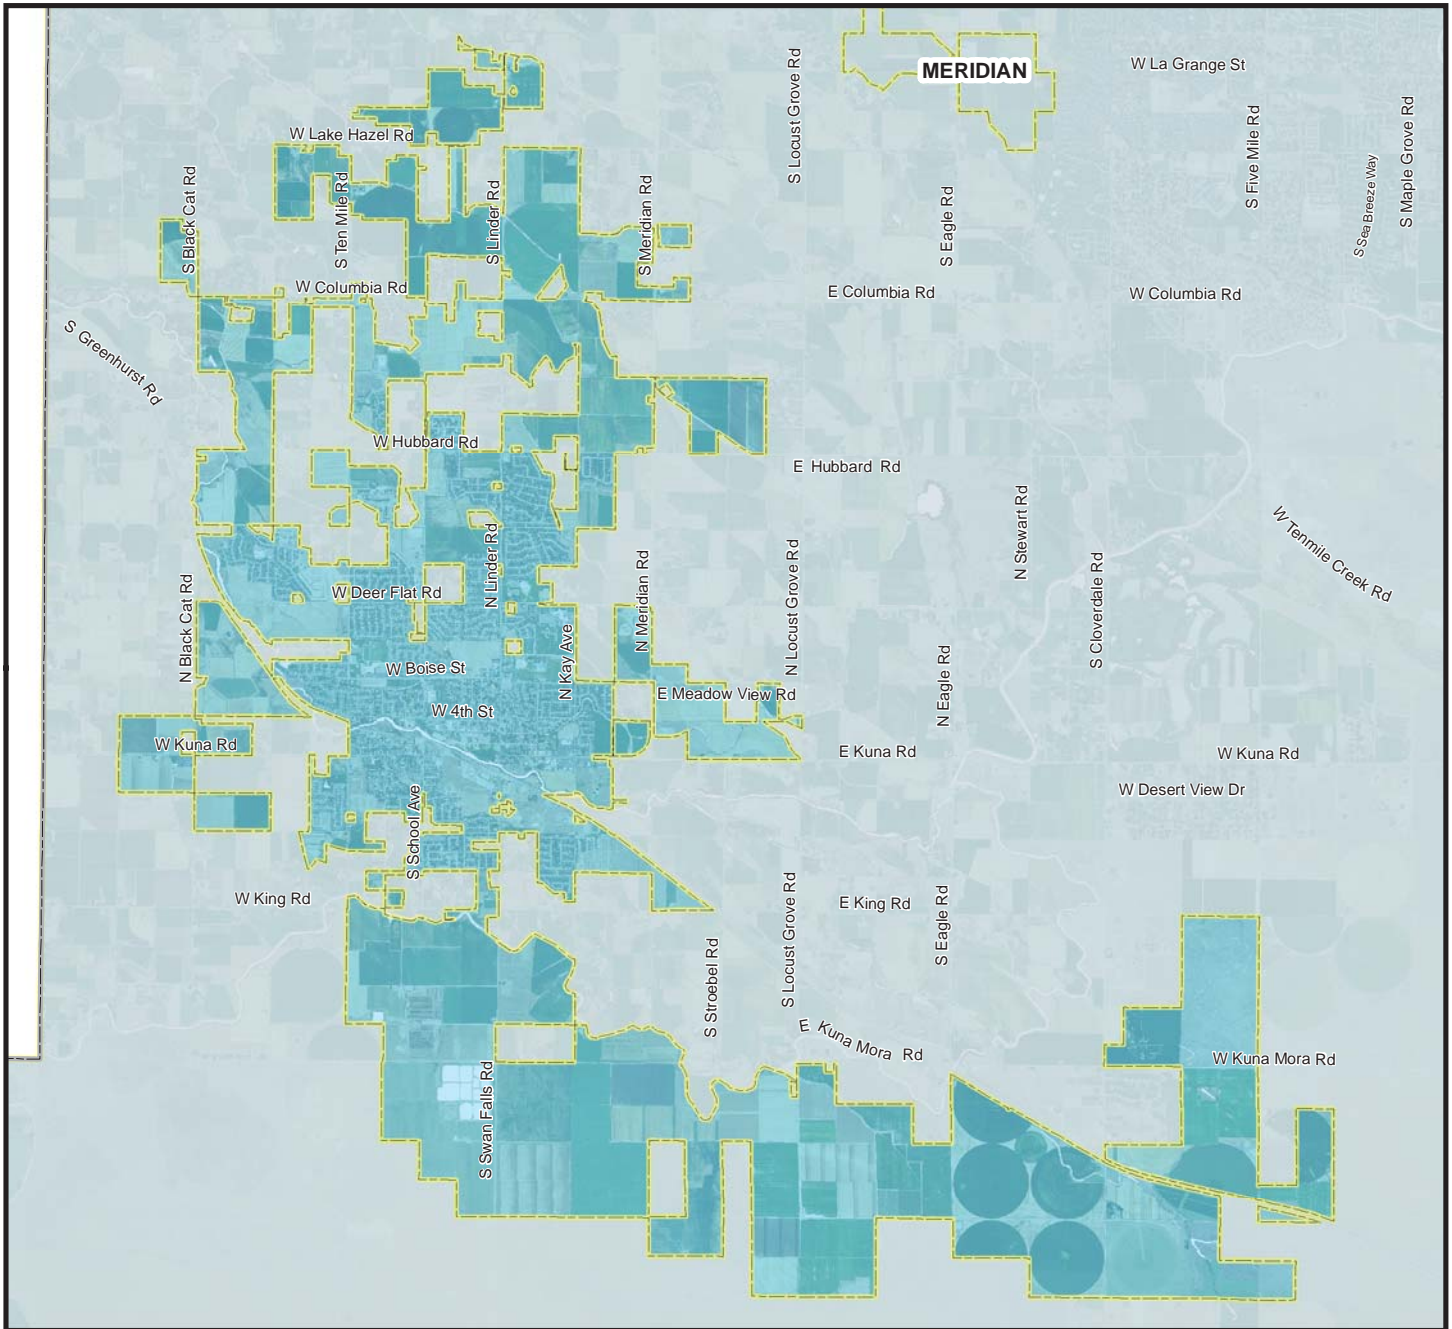 MERIDIAN
W La Grange St
S Locust Grove Rd
S Five Mile Rd
S Maple Grove Rd
S Sea Breeze Way
W Lake Hazel Rd
S Black Cat Rd
S Ten Mile Rd
S Linder Rd
S Meridian Rd
S Eagle Rd
W Columbia Rd
E Columbia Rd
W Columbia Rd
S Greenhurst Rd
W Hubbard Rd
E Hubbard Rd
N Stewart Rd
W Tenmile Creek Rd
N Linder Rd
W Deer Flat Rd
N Black Cat Rd
N Meridian Rd
N Locust Grove Rd
S Cloverdale Rd
N Kay Ave
W Boise St
N Eagle Rd
E Meadow View Rd
W 4th St
W Kuna Rd
E Kuna Rd
W Kuna Rd
W Desert View Dr
S School Ave
W King Rd
E King Rd
S Locust Grove Rd
S Eagle Rd
S Stroebel Rd
E Kuna Mora Rd
W Kuna Mora Rd
S Swan Falls Rd